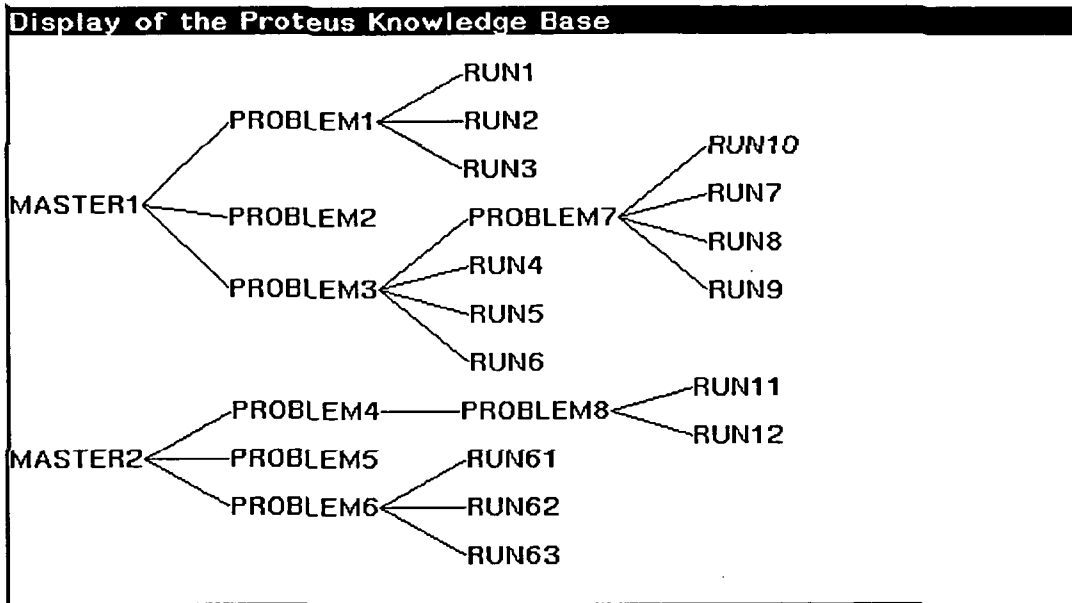 Display of the Proteus Knowledge Base
RUN1
PROBLEM1
RUN2
RUN10
RUN3
RUN7
MASTER1
PROBLEM2
PROBLEM7
RUN8
RUN4
PROBLEM3
RUN9
RUN5
RUN6
RUN11
PROBLEM4
PROBLEM8
RUN12
MASTER2
PROBLEM5
RUN61
PROBLEM6
RUN62
RUN63